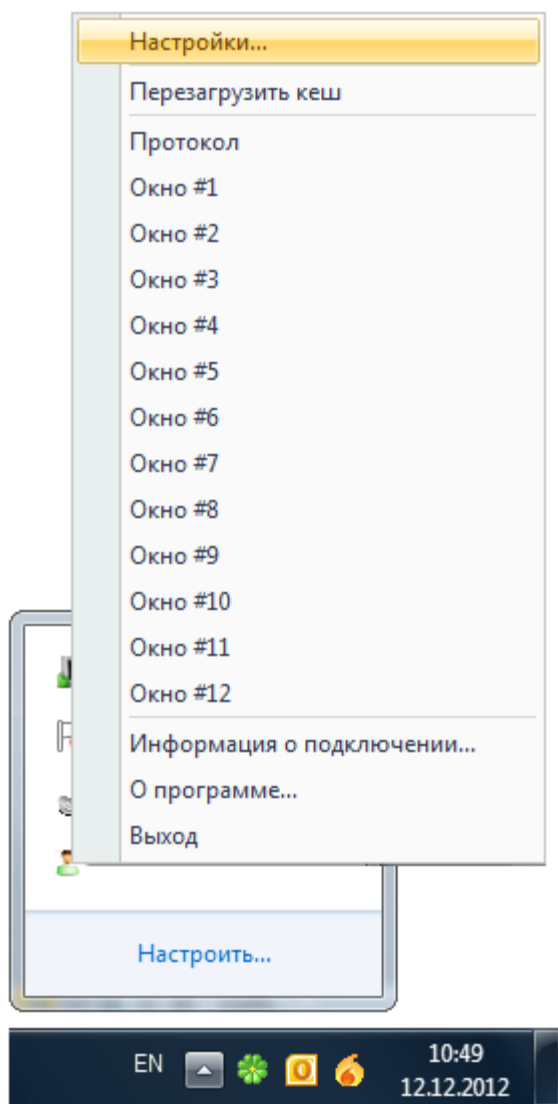 Настройки...
Перезагрузить кеш
Протокол
Окно #1
Окно #2
Окно #3
Окно #4
Окно #5
Окно #6
Окно #7
Окно #8
Окно #9
Окно #10
Окно #11
Окно #12
Информация о подключении...
О программе...
Выход
Настроить...
EN
10:49
12.12.2012